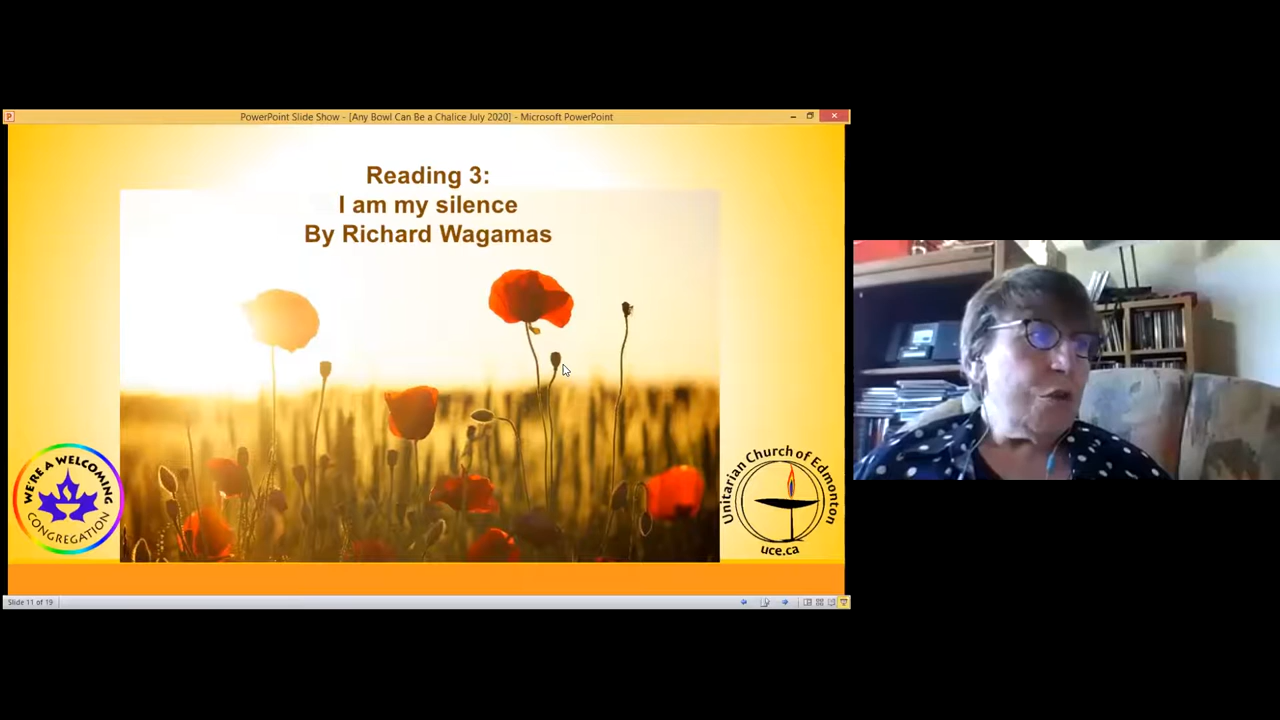 PowerPoint Slide Show - [Any Bowl Can Be a Chalice July 2020] - Microsoft PowerPoint
Reading 3:
I am my silence
By Richard Wagamas
WE'RE A WELCOMING
CONGREGATION
Unitarian Church of Edmonton
uce.ca
Slide 11 of 19